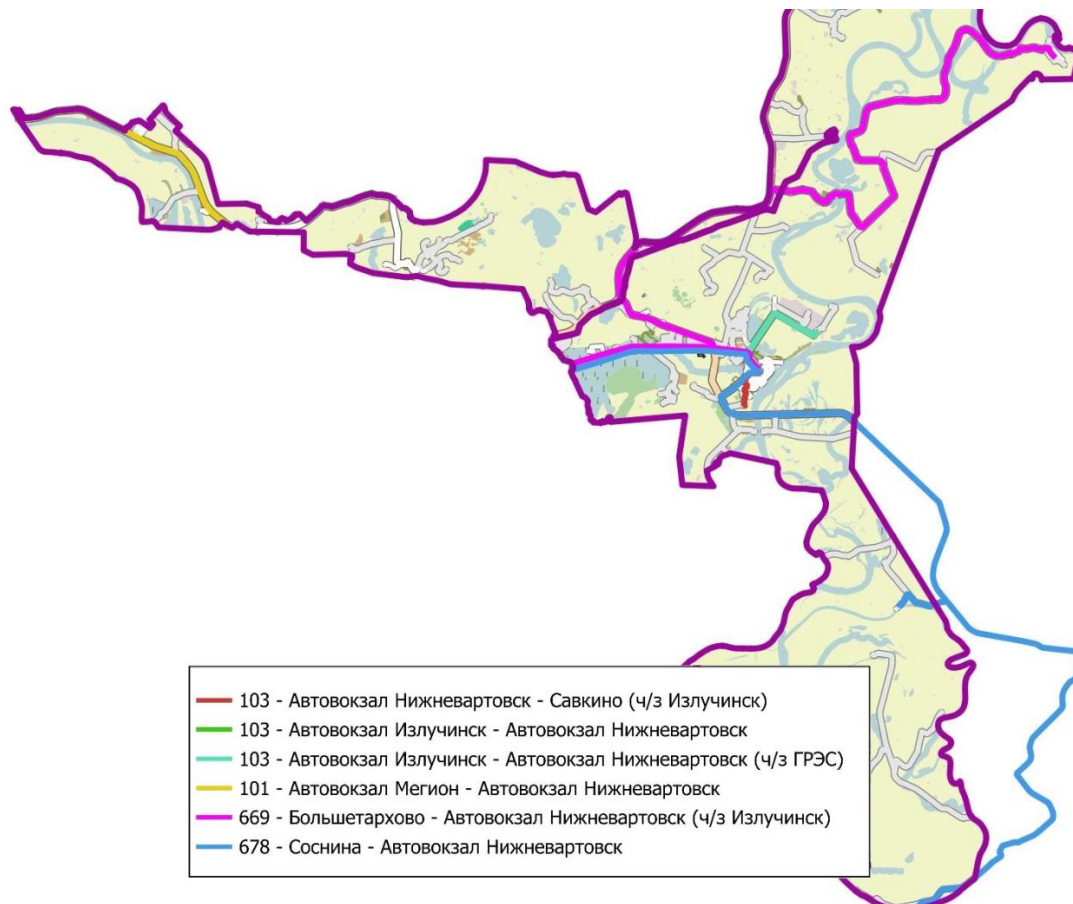 103 - Автовокзал Нижневартовск - Савкино (ч/з Излучинск)
103 - Автовокзал Излучинск - Автовокзал Нижневартовск
103 - Автовокзал Излучинск - Автовокзал Нижневартовск (ч/з ГРЭС)
101 - Автовокзал Мегион - Автовокзал Нижневартовск
669 - Большетархово - Автовокзал Нижневартовск (ч/з Излучинск)
678 - Соснина - Автовокзал Нижневартовск